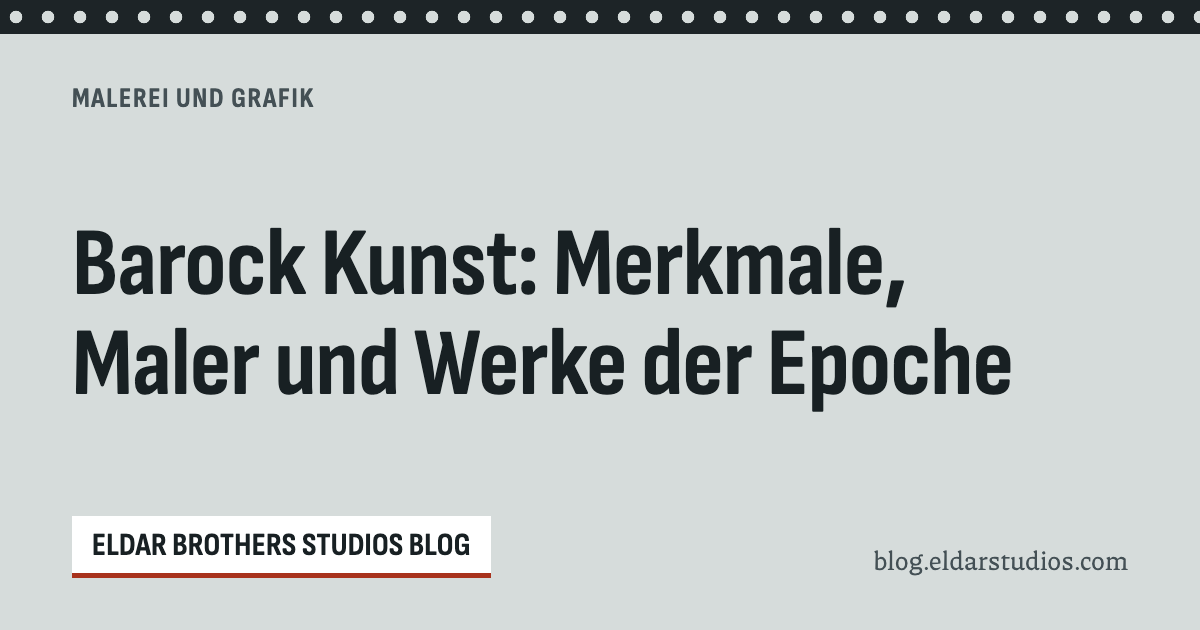 MALEREI UND GRAFIK
Barock Kunst: Merkmale,
Maler und Werke der Epoche
ELDAR BROTHERS STUDIOS BLOG
blog.eldarstudios.com